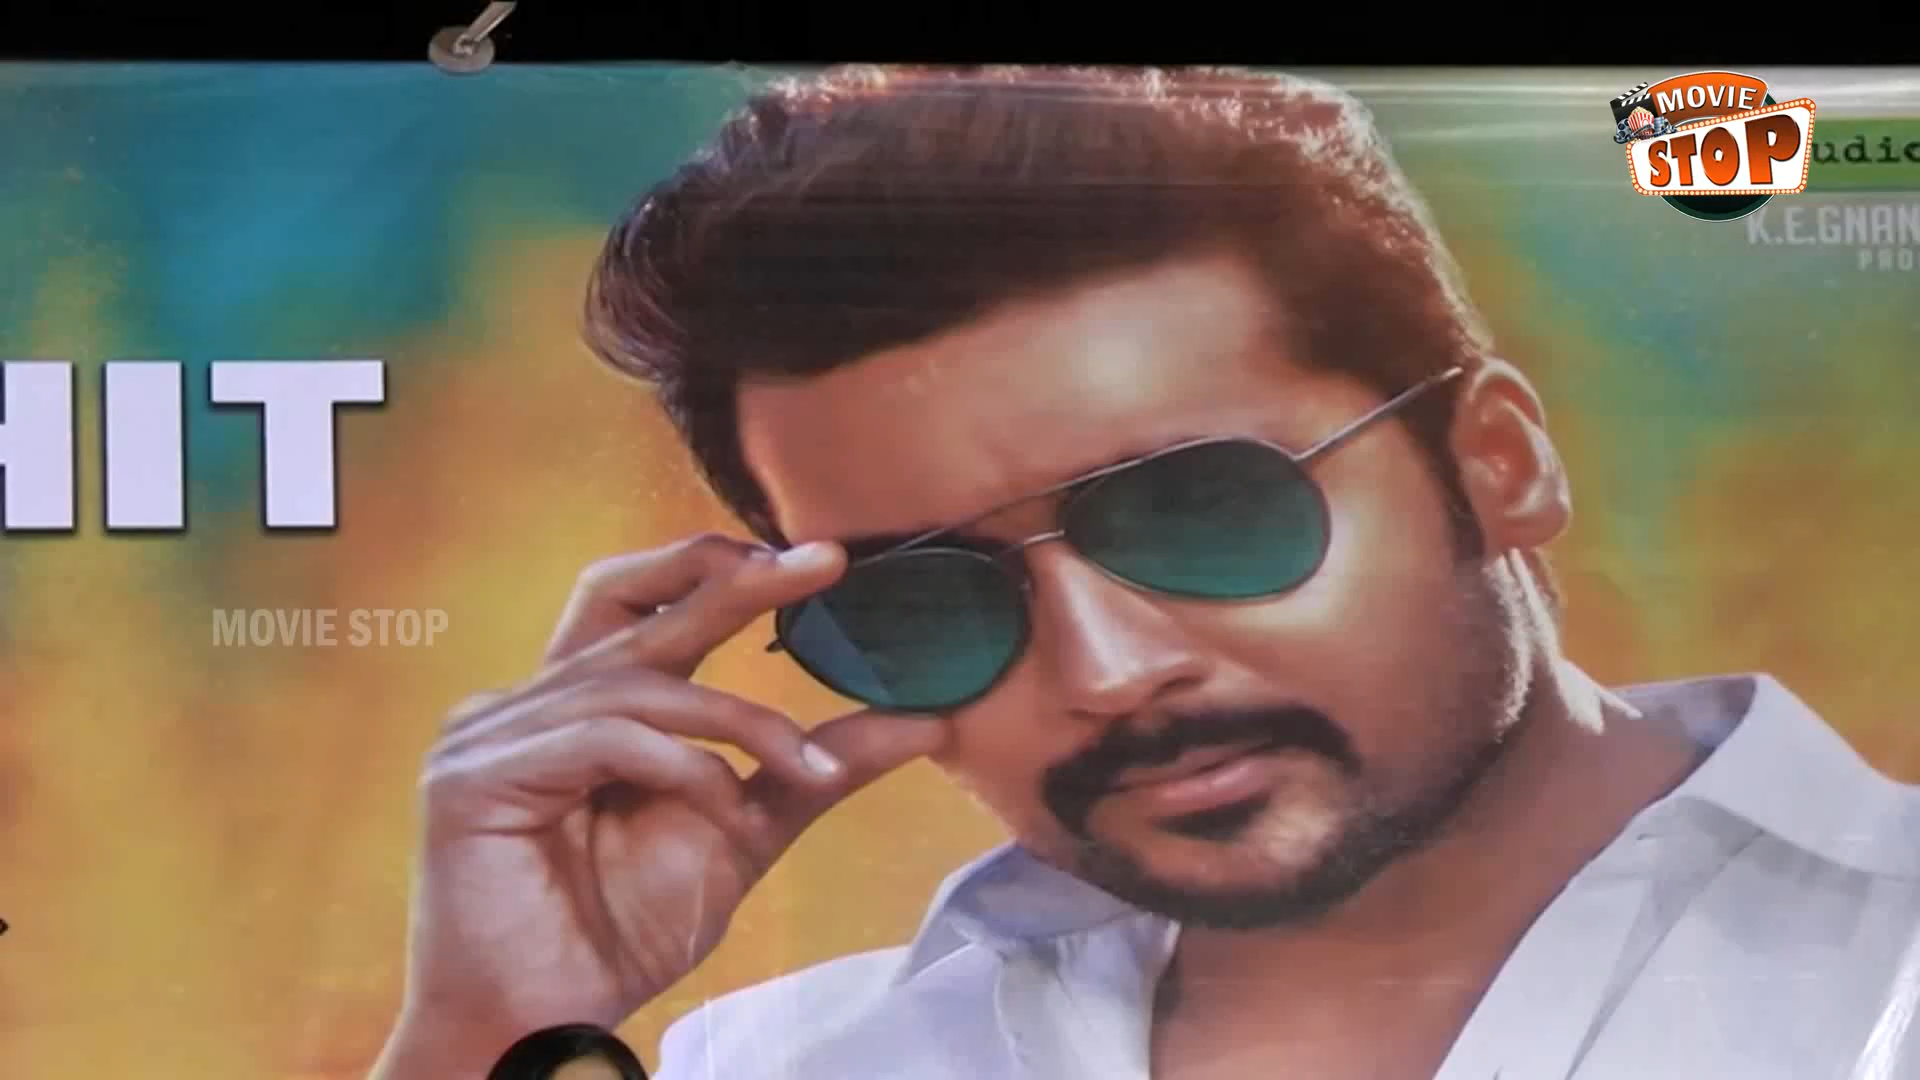 MOVIE
STOP
udio
K.E.GNAN
PRO
HIT
MOVIE STOP